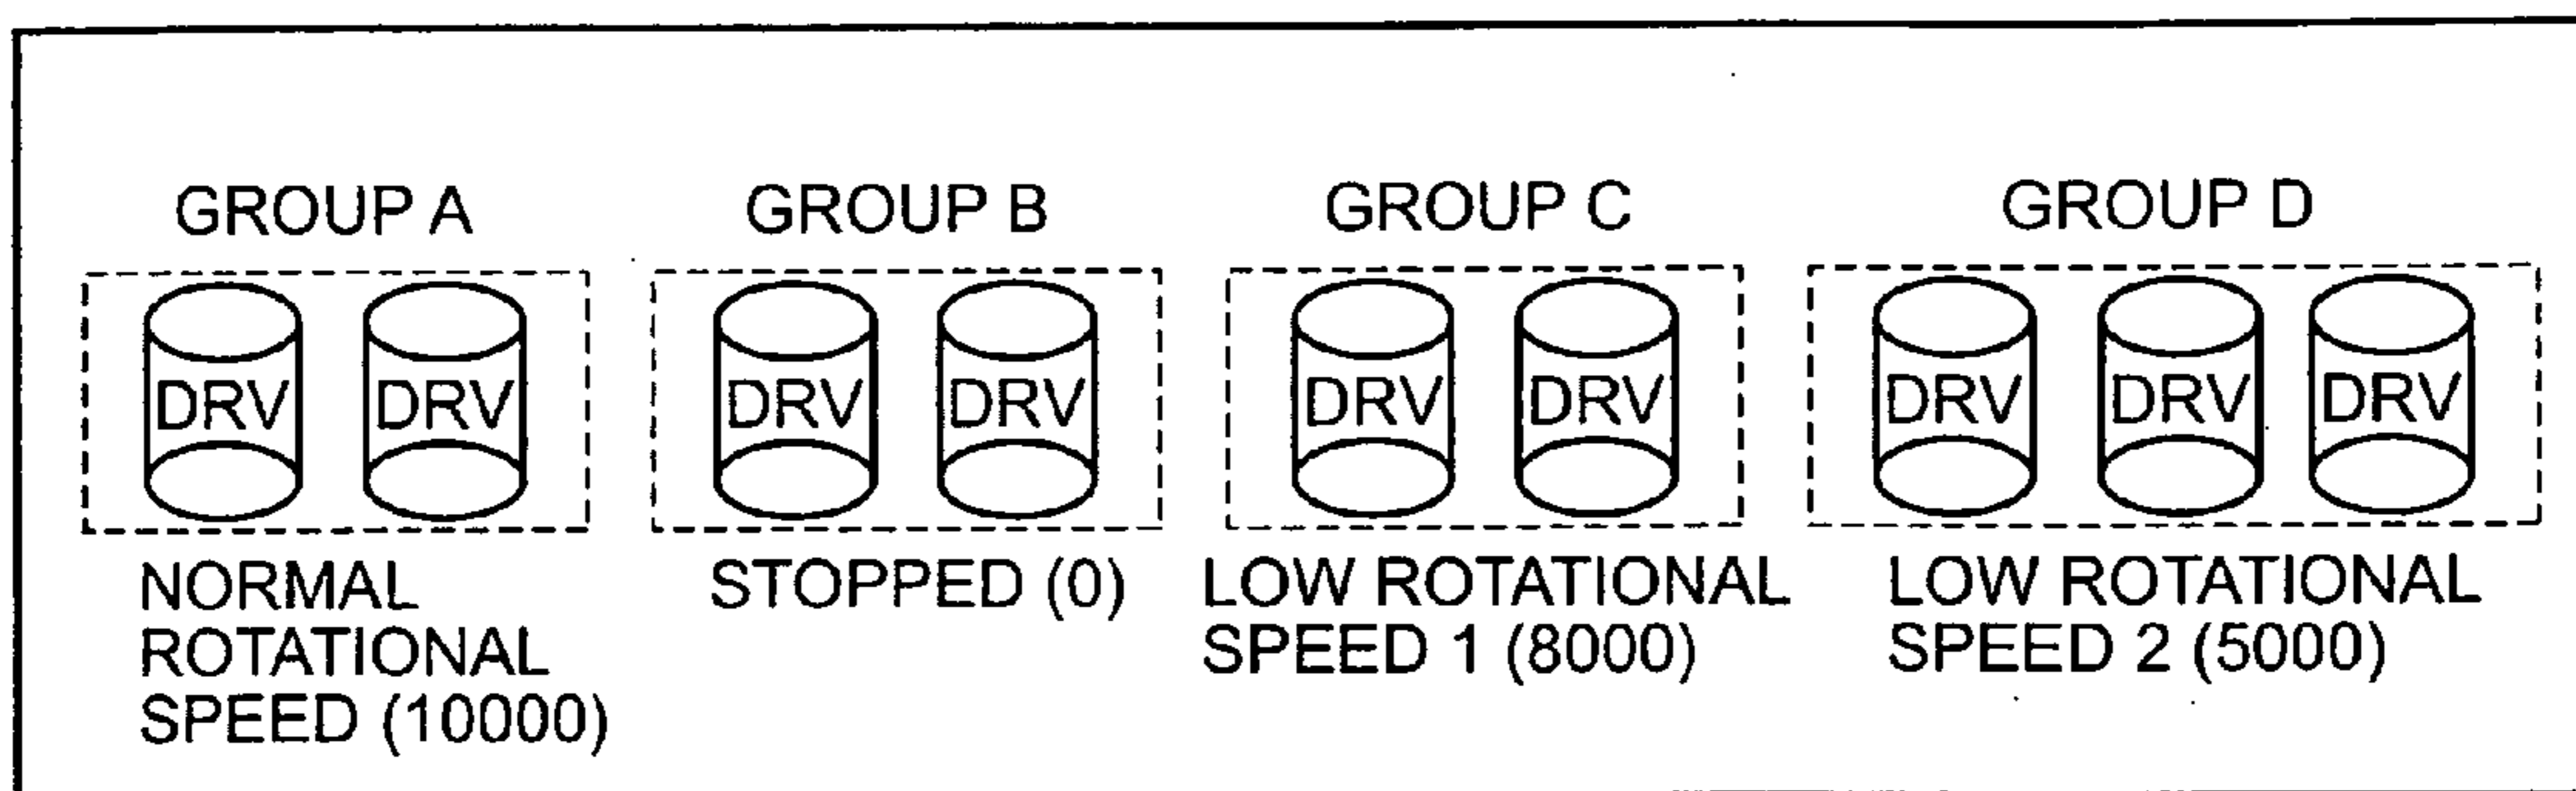 GROUP A
GROUP B
GROUP C
GROUP D
DRV DRV
DRV DRV
DRV DRV
DRV DRV DRV
NORMAL
ROTATIONAL
SPEED (10000)
STOPPED (0)
LOW ROTATIONAL
SPEED 1 (8000)
LOW ROTATIONAL
SPEED 2 (5000)